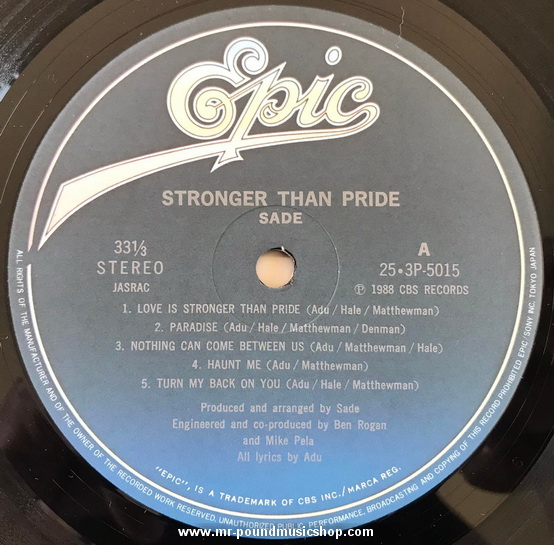 Epic
STRONGER THAN PRIDE
SADE
33⅓
STEREO
JASRAC
A
25•3P-5015
Ⓟ 1988 CBS RECORDS
1. LOVE IS STRONGER THAN PRIDE (Adu / Hale / Matthewman)
2. PARADISE (Adu / Hale / Matthewman / Denman)
3. NOTHING CAN COME BETWEEN US (Adu / Matthewman / Hale)
4. HAUNT ME (Adu / Matthewman)
5. TURN MY BACK ON YOU (Adu / Hale / Matthewman)
Produced and arranged by Sade
Engineered and co-produced by Ben Rogan
and Mike Pela
All lyrics by Adu
"EPIC", IS A TRADEMARK OF CBS INC./MARCA REG.
ALL RIGHTS OF THE MANUFACTURER AND OF THE OWNER OF THE RECORDED WORK RESERVED. UNAUTHORIZED PUBLIC PERFORMANCE, BROADCASTING AND COPYING OF THIS RECORD PROHIBITED EPIC/SONY INC. TOKYO JAPAN
www.mr-poundmusicshop.com